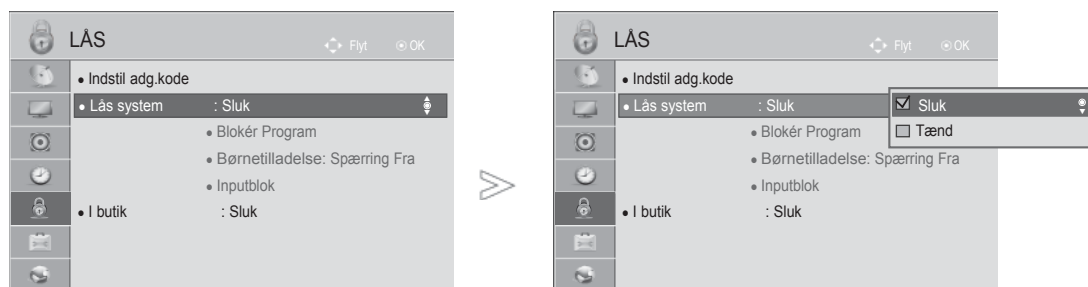 LÅS
Flyt
OK
• Indstil adg.kode
• Lås system : Sluk
• Blokér Program
• Børnetilladelse: Spærring Fra
• Inputblok
• I butik : Sluk
>
LÅS
Flyt
OK
• Indstil adg.kode
• Lås system : Sluk
Sluk
Tænd
• Blokér Program
• Børnetilladelse: Spærring Fra
• Inputblok
• I butik : Sluk